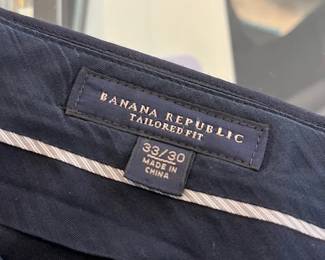 BANANA REPUBLIC
TAILORED FIT
33/30
MADE IN
CHINA